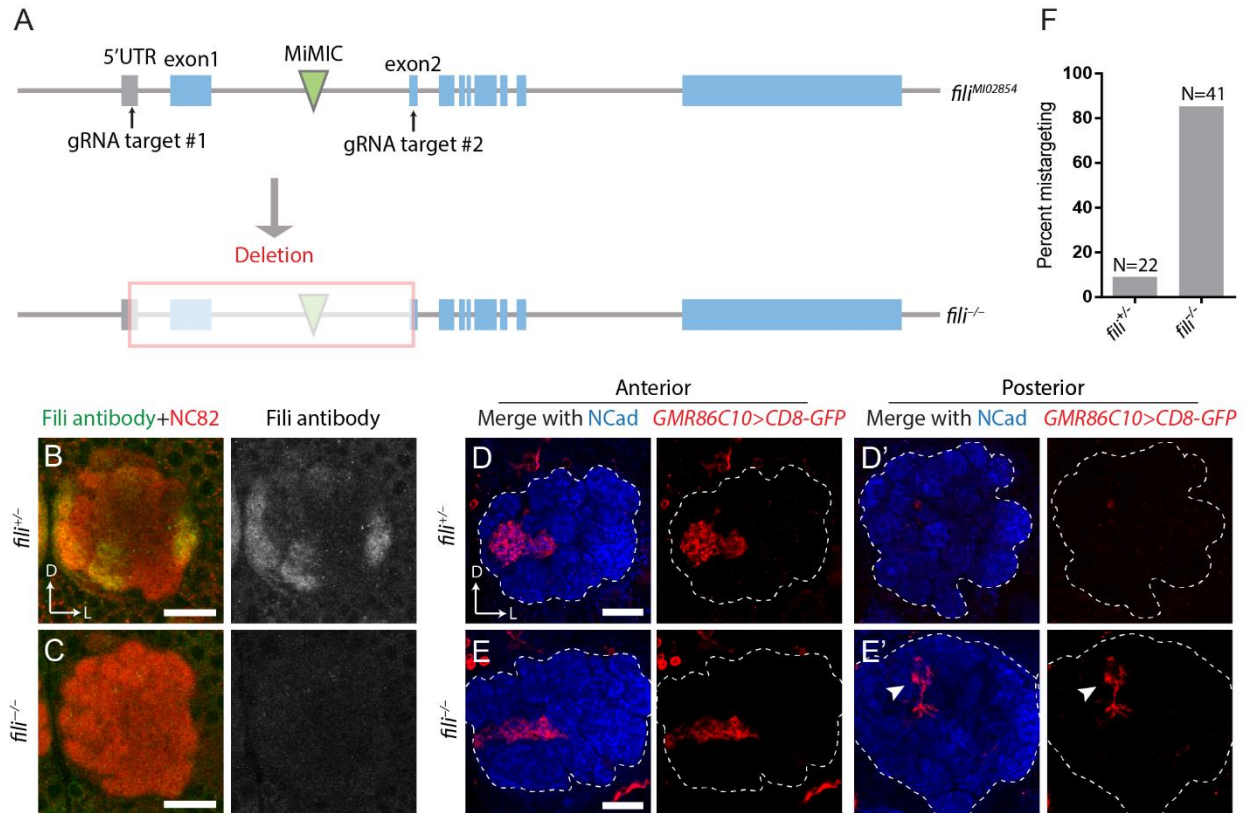 A
5'UTR
exon1
MiMIC
exon2
fili^MI02854
gRNA target #1
gRNA target #2
Deletion
fili^–/–
F
Percent mistargeting
100
80
60
40
20
0
N=22
N=41
fili^+/-
fili^-/-
Anterior
Posterior
Fili antibody+NC82
Fili antibody
Merge with NCad
GMR86C10>CD8-GFP
Merge with NCad
GMR86C10>CD8-GFP
fili^+/–
B
D
L
D
D
L
D'
fili^+/–
fili^–/–
C
fili^–/–
E
E'